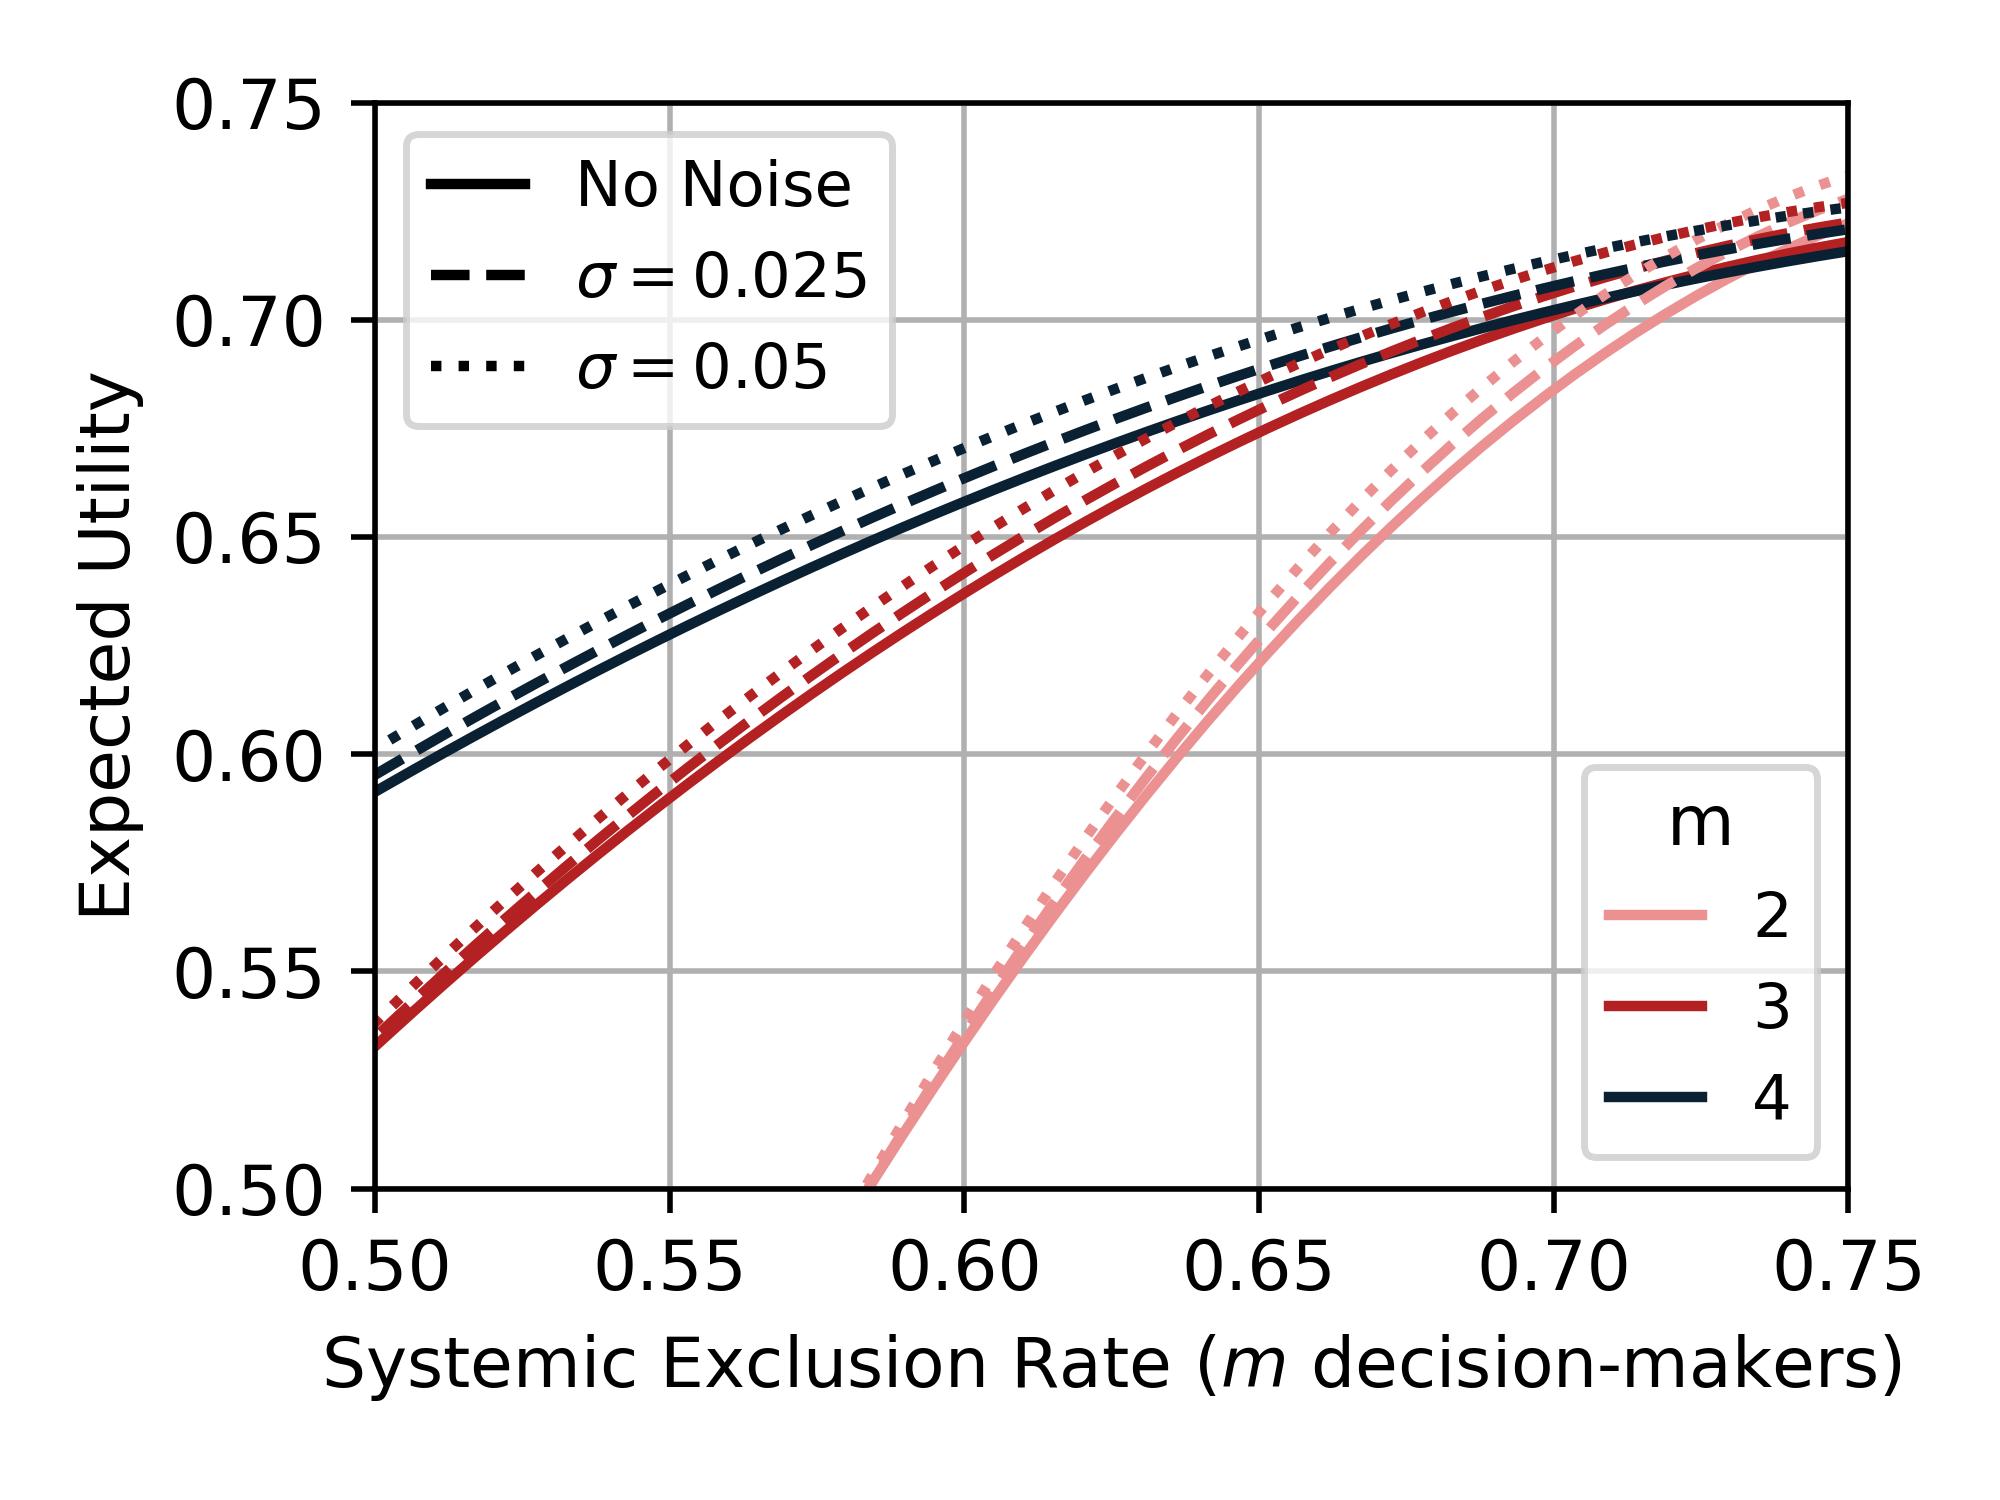 0.75
0.70
0.65
0.60
0.55
0.50
Expected Utility
No Noise
σ = 0.025
σ = 0.05
m
2
3
4
0.50 0.55 0.60 0.65 0.70 0.75
Systemic Exclusion Rate (m decision-makers)